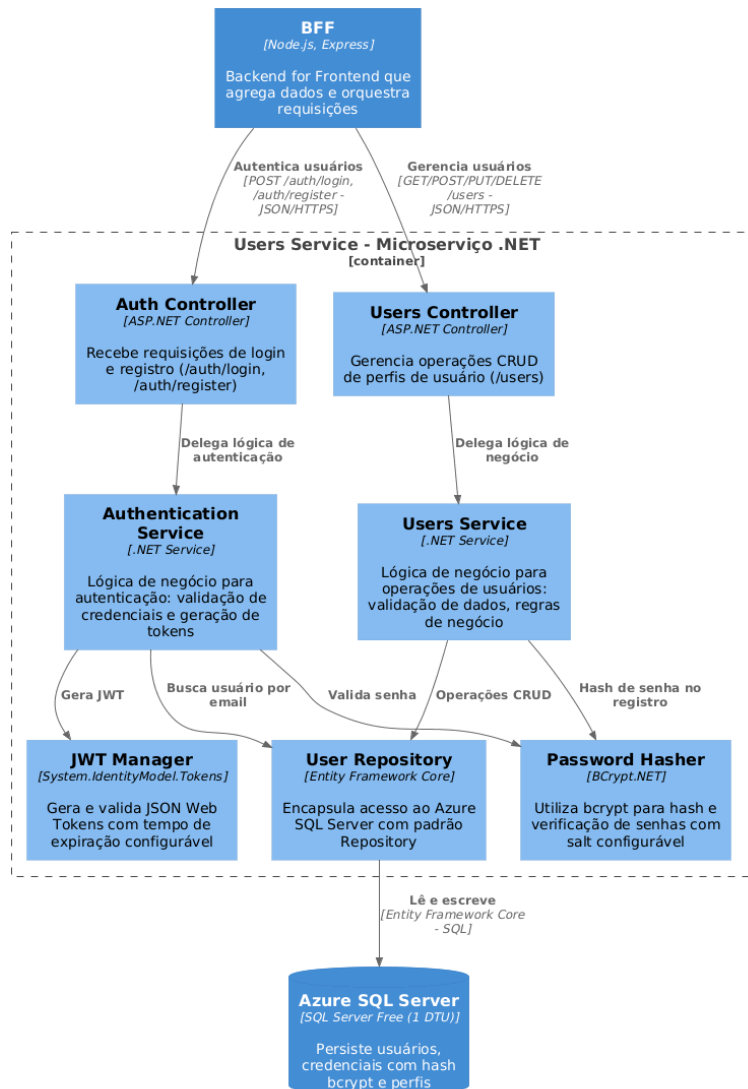 BFF
[Node.js, Express]
Backend for Frontend que
agrega dados e orquestra
requisições
Autentica usuários
[POST /auth/login,
/auth/register -
JSON/HTTPS]
Gerencia usuários
[GET/POST/PUT/DELETE
/users -
JSON/HTTPS]
Users Service - Microserviço .NET
[container]
Auth Controller
[ASP.NET Controller]
Recebe requisições de login
e registro (/auth/login,
/auth/register)
Users Controller
[ASP.NET Controller]
Gerencia operações CRUD
de perfis de usuário (/users)
Delega lógica de
autenticação
Delega lógica de
negócio
Authentication
Service
[.NET Service]
Lógica de negócio para
autenticação: validação de
credenciais e geração de
tokens
Users Service
[.NET Service]
Lógica de negócio para
operações de usuários:
validação de dados, regras
de negócio
Gera JWT
Busca usuário por
email
Valida senha
Operações CRUD
Hash de senha no
registro
JWT Manager
[System.IdentityModel.Tokens]
Gera e valida JSON Web
Tokens com tempo de
expiração configurável
User Repository
[Entity Framework Core]
Encapsula acesso ao Azure
SQL Server com padrão
Repository
Password Hasher
[BCrypt.NET]
Utiliza bcrypt para hash e
verificação de senhas com
salt configurável
Lê e escreve
[Entity Framework Core
- SQL]
Azure SQL Server
[SQL Server Free (1 DTU)]
Persiste usuários,
credenciais com hash
bcrypt e perfis